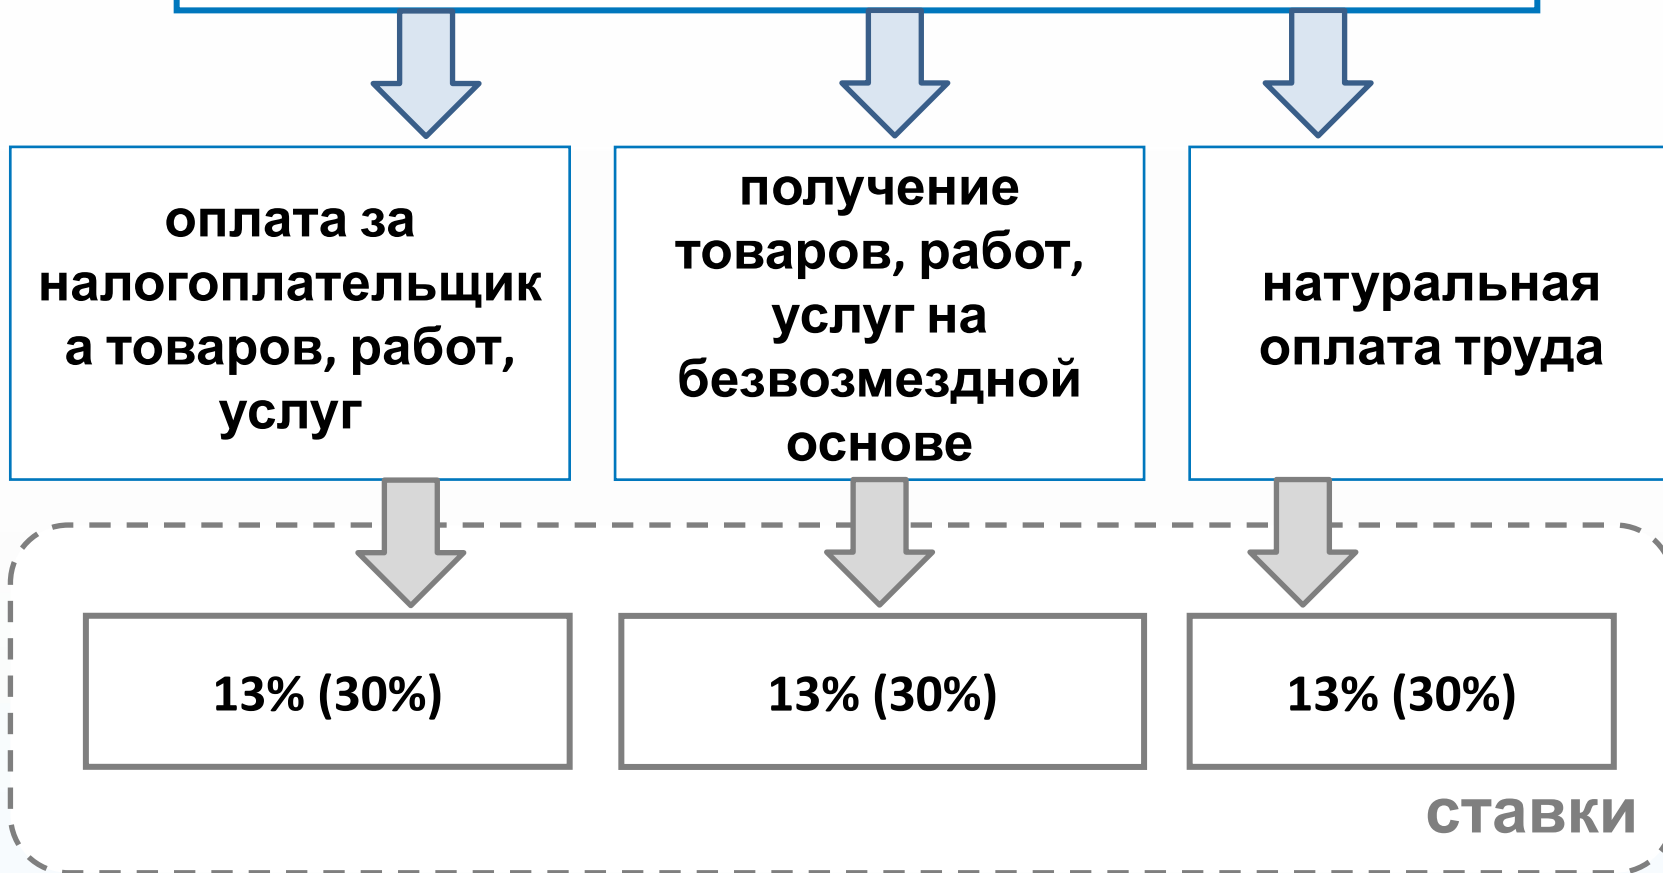 оплата за
налогоплательщик
а товаров, работ,
услуг
получение
товаров, работ,
услуг на
безвозмездной
основе
натуральная
оплата труда
13% (30%)
13% (30%)
13% (30%)
ставки